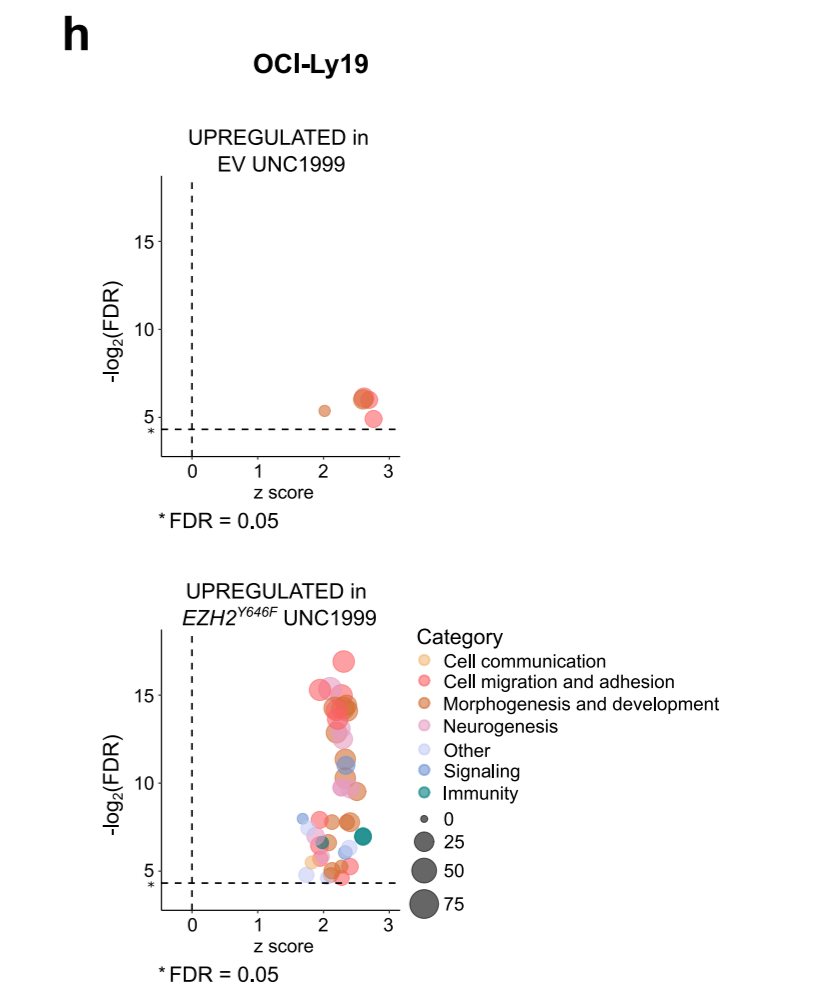 h
OCI-Ly19
UPREGULATED in
EV UNC1999
15
10
5
*
-log₂(FDR)
0 1 2 3
z score
* FDR = 0.05
UPREGULATED in
EZH2^Y646F UNC1999
15
10
5
*
-log₂(FDR)
0 1 2 3
z score
* FDR = 0.05
Category
Cell communication
Cell migration and adhesion
Morphogenesis and development
Neurogenesis
Other
Signaling
Immunity
0
25
50
75